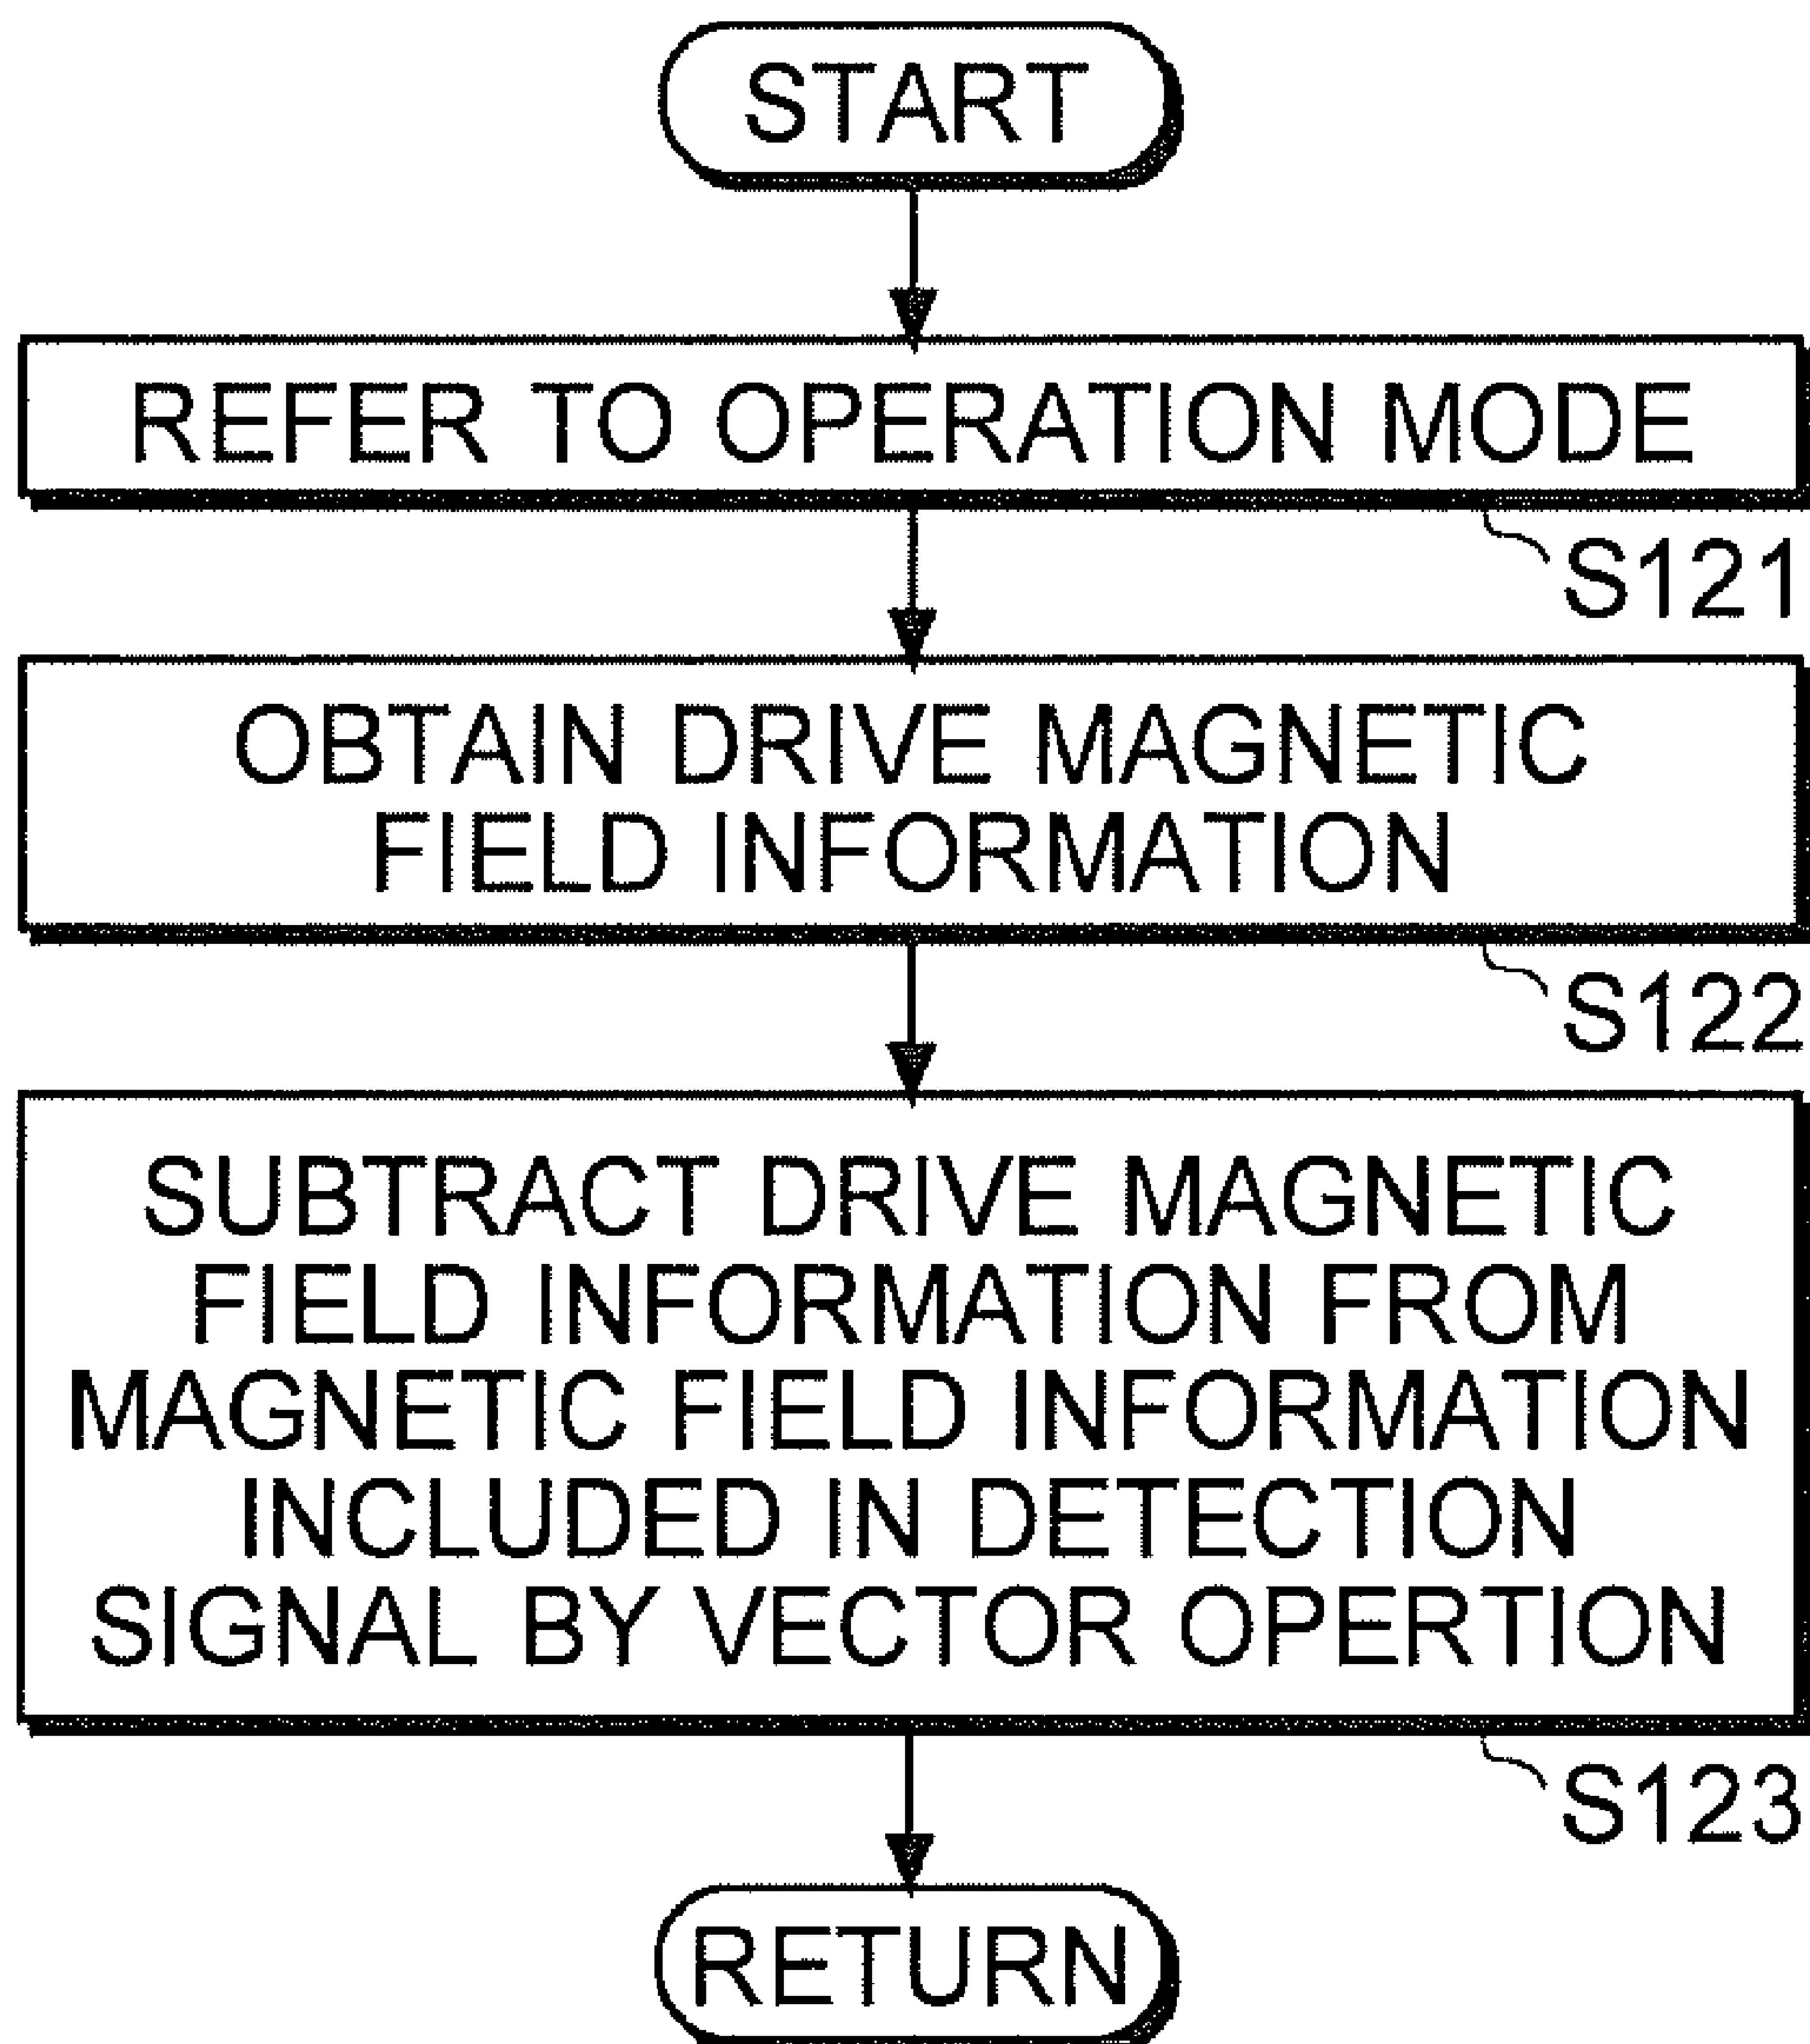 START
REFER TO OPERATION MODE
S121
OBTAIN DRIVE MAGNETIC
FIELD INFORMATION
S122
SUBTRACT DRIVE MAGNETIC
FIELD INFORMATION FROM
MAGNETIC FIELD INFORMATION
INCLUDED IN DETECTION
SIGNAL BY VECTOR OPERTION
S123
RETURN